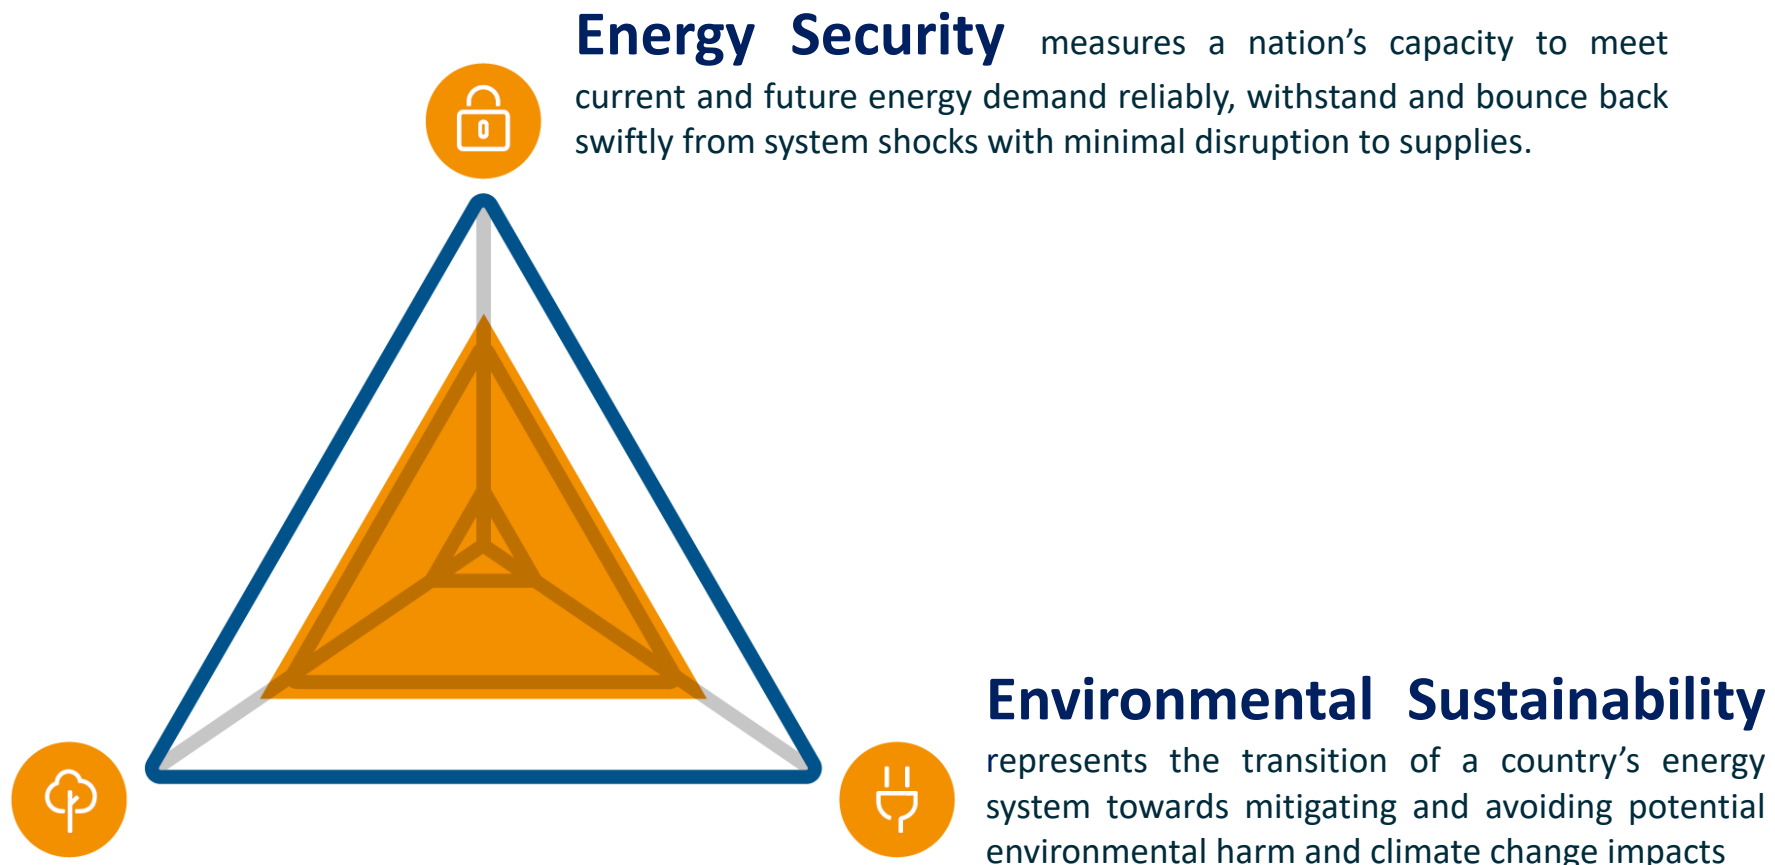 Energy Security measures a nation’s capacity to meet
current and future energy demand reliably, withstand and bounce back
swiftly from system shocks with minimal disruption to supplies.
Environmental Sustainability
represents the transition of a country’s energy
system towards mitigating and avoiding potential
environmental harm and climate change impacts